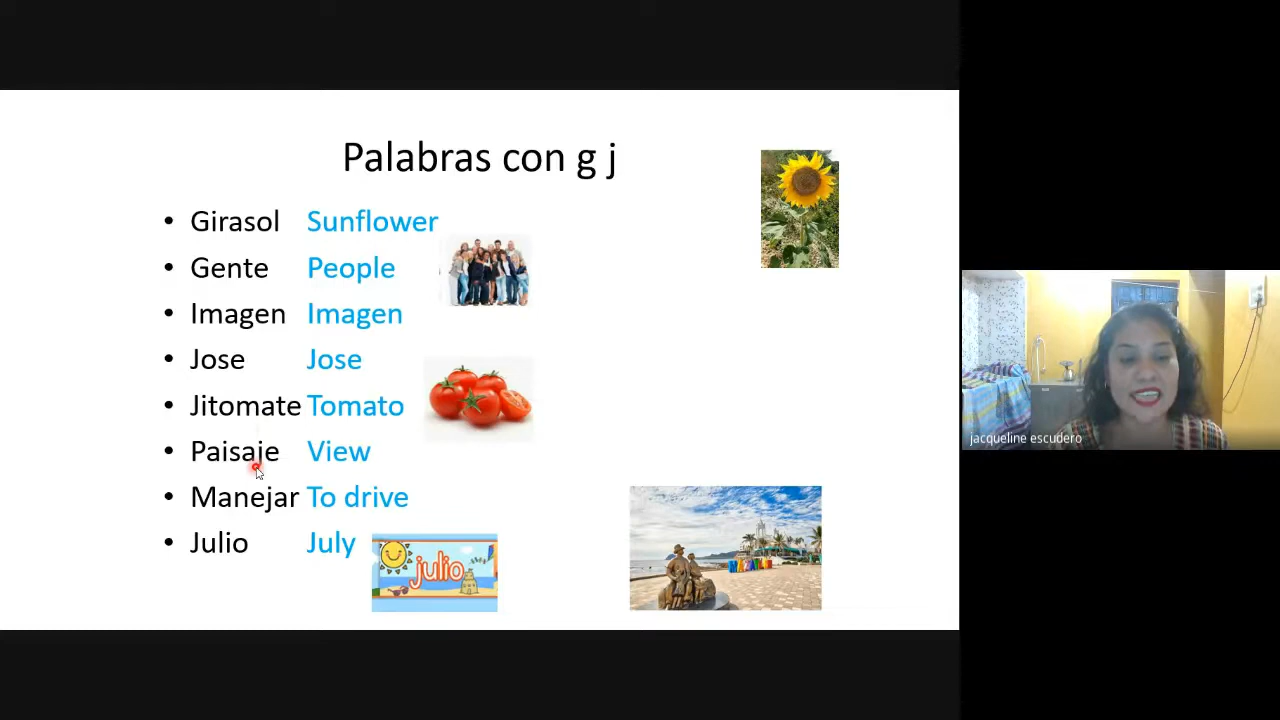 Palabras con g j
• Girasol Sunflower
• Gente People
• Imagen Imagen
• Jose Jose
• Jitomate Tomato
• Paisaje View
• Manejar To drive
• Julio July
julio
jacqueline escudero